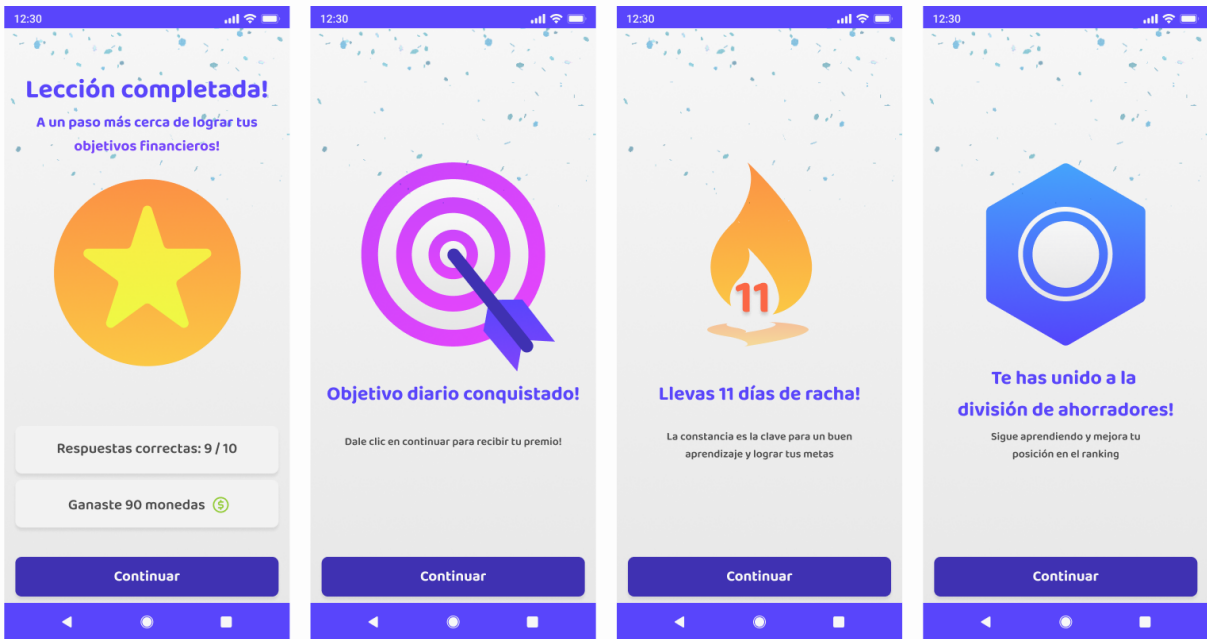 12:30
Lección completada!
A un paso más cerca de lograr tus
objetivos financieros!
Respuestas correctas: 9 / 10
Ganaste 90 monedas
Continuar
12:30
Objetivo diario conquistado!
Dale clic en continuar para recibir tu premio!
Continuar
12:30
11
Llevas 11 días de racha!
La constancia es la clave para un buen
aprendizaje y lograr tus metas
Continuar
12:30
Te has unido a la
división de ahorradores!
Sigue aprendiendo y mejora tu
posición en el ranking
Continuar